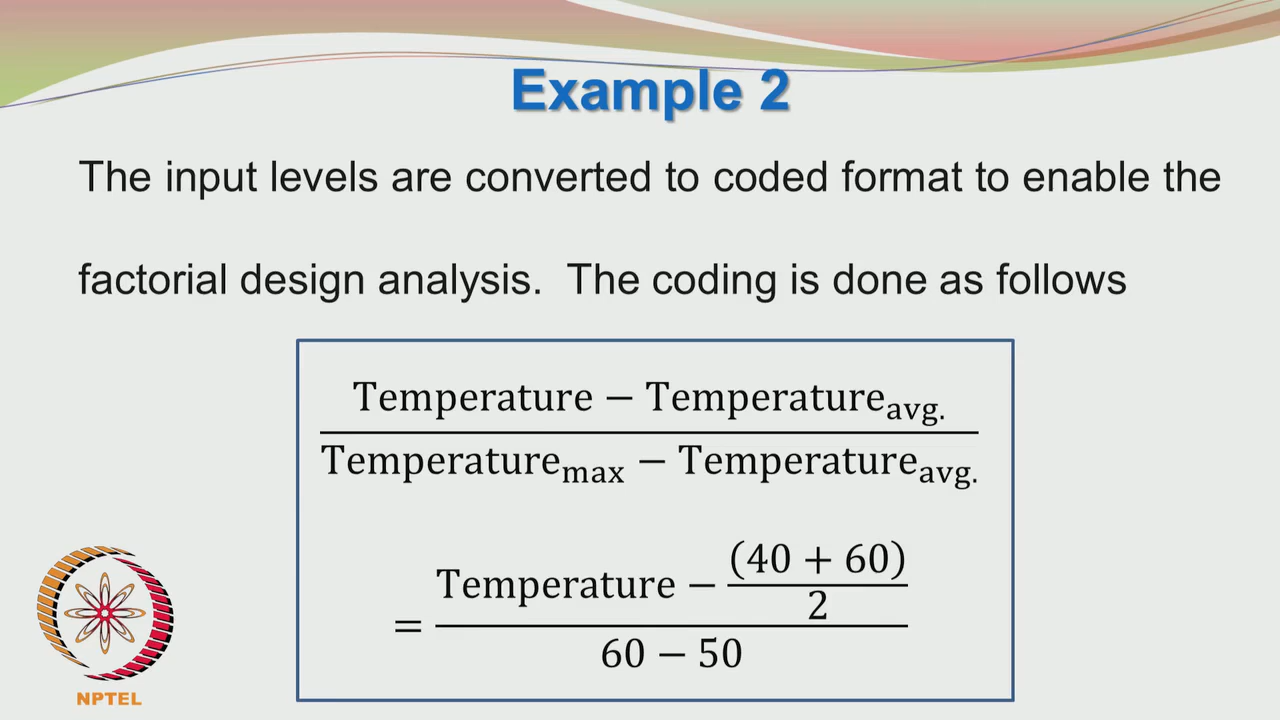 Example 2
The input levels are converted to coded format to enable the
factorial design analysis. The coding is done as follows
Temperature − Temperature_avg.
Temperature_max − Temperature_avg.
(40 + 60)
= Temperature −
2
60 − 50
NPTEL